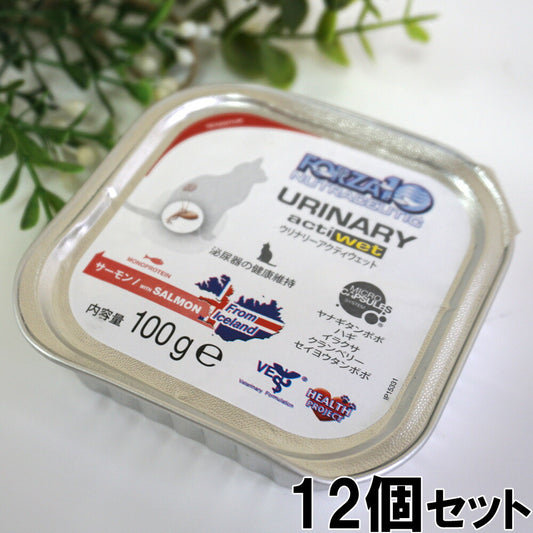 FORZA10
NUTRACEUTIC
URINARY
actiwet
ウリナリーアクティウェット
泌尿器の健康維持
MONOPROTEIN
サーモン / WITH SALMON
From
Iceland
内容量 100g℮
MICRO
CAPSULES
SYSTEM
ヤナギタンポポ
ハギ
イラクサ
クランベリー
セイヨウタンポポ
VET
Veterinary Formulation
HEALTH
PROJECT
IP15331
12個セット